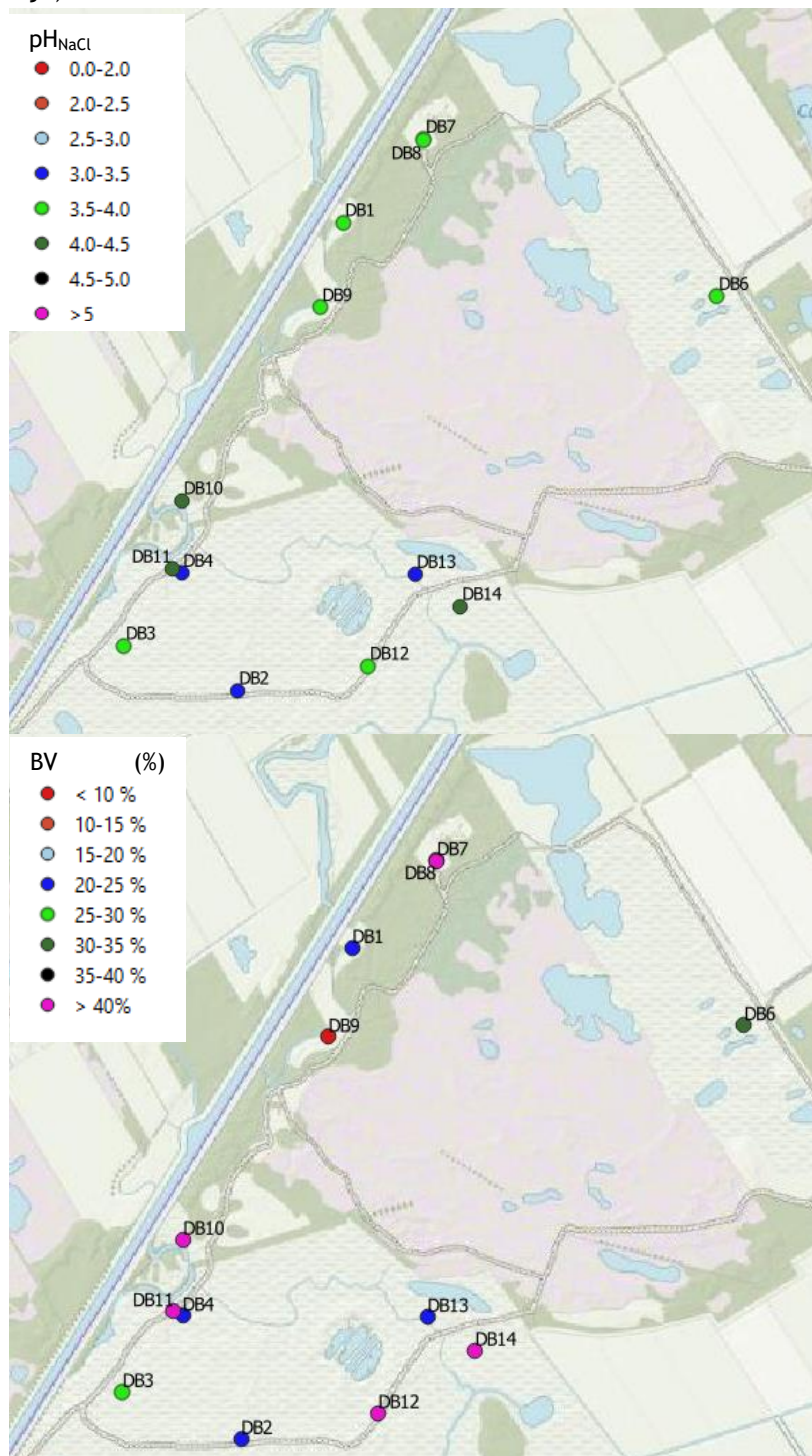 pHNaCl
0.0-2.0
2.0-2.5
2.5-3.0
3.0-3.5
3.5-4.0
4.0-4.5
4.5-5.0
>5
DB7
DB8
DB1
DB6
DB9
DB10
DB11
DB4
DB13
DB14
DB3
DB12
DB2
BV (%)
< 10 %
10-15 %
15-20 %
20-25 %
25-30 %
30-35 %
35-40 %
> 40%
DB7
DB8
DB1
DB6
DB9
DB10
DB11
DB4
DB13
DB14
DB3
DB12
DB2